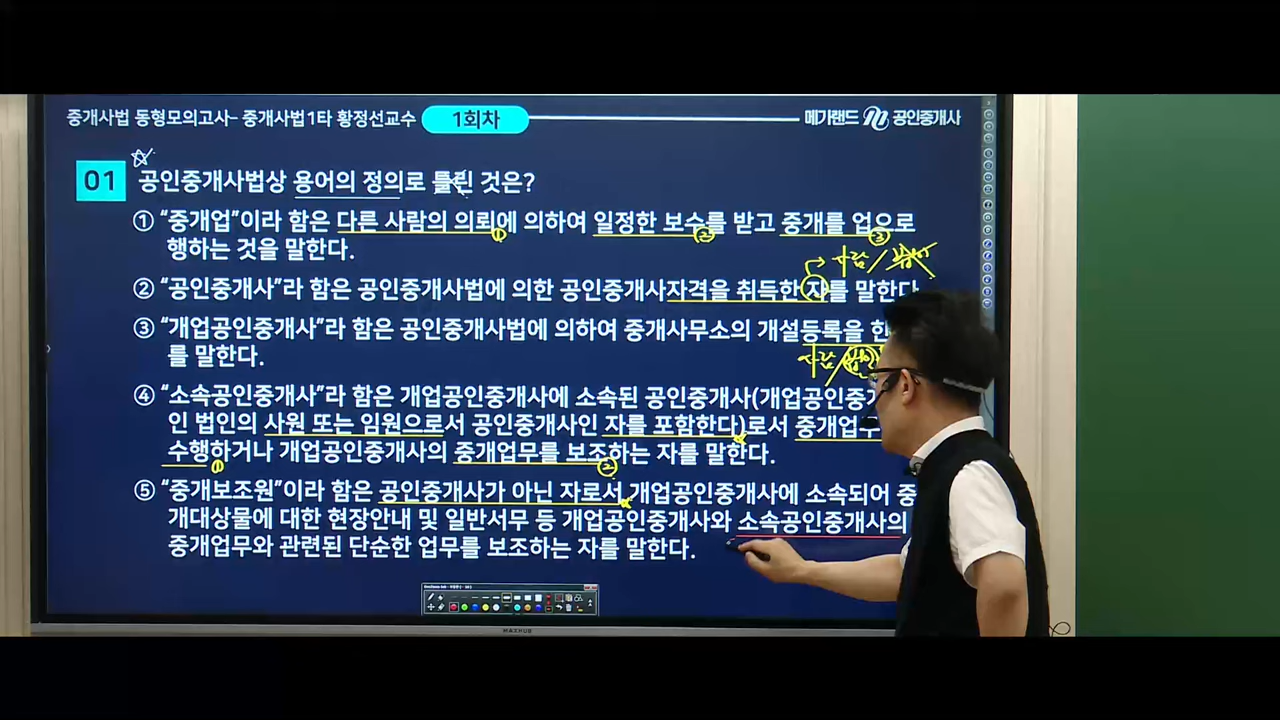 중개사법 동형모의고사- 중개사법1타 황정선교수 1회차 메가랜드 공인중개사
01 공인중개사법상 용어의 정의로 틀린 것은?
① “중개업”이라 함은 다른 사람의 의뢰에 의하여 일정한 보수를 받고 중개를 업으로
① ② ③
행하는 것을 말한다.
② “공인중개사”라 함은 공인중개사법에 의한 공인중개사자격을 취득한 자를 말한다
③ “개업공인중개사”라 함은 공인중개사법에 의하여 중개사무소의 개설등록을 한
를 말한다.
④ “소속공인중개사”라 함은 개업공인중개사에 소속된 공인중개사(개업공인중개
인 법인의 사원 또는 임원으로서 공인중개사인 자를 포함한다)로서 중개업무
수행하거나 개업공인중개사의 중개업무를 보조하는 자를 말한다.
① ②
⑤ “중개보조원”이라 함은 공인중개사가 아닌 자로서 개업공인중개사에 소속되어 중
개대상물에 대한 현장안내 및 일반서무 등 개업공인중개사와 소속공인중개사의
중개업무와 관련된 단순한 업무를 보조하는 자를 말한다.